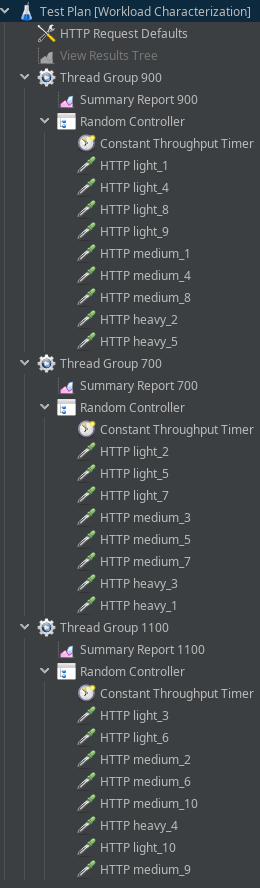 Test Plan [Workload Characterization]
HTTP Request Defaults
View Results Tree
Thread Group 900
Summary Report 900
Random Controller
Constant Throughput Timer
HTTP light_1
HTTP light_4
HTTP light_8
HTTP light_9
HTTP medium_1
HTTP medium_4
HTTP medium_8
HTTP heavy_2
HTTP heavy_5
Thread Group 700
Summary Report 700
Random Controller
Constant Throughput Timer
HTTP light_2
HTTP light_5
HTTP light_7
HTTP medium_3
HTTP medium_5
HTTP medium_7
HTTP heavy_3
HTTP heavy_1
Thread Group 1100
Summary Report 1100
Random Controller
Constant Throughput Timer
HTTP light_3
HTTP light_6
HTTP medium_2
HTTP medium_6
HTTP medium_10
HTTP heavy_4
HTTP light_10
HTTP medium_9